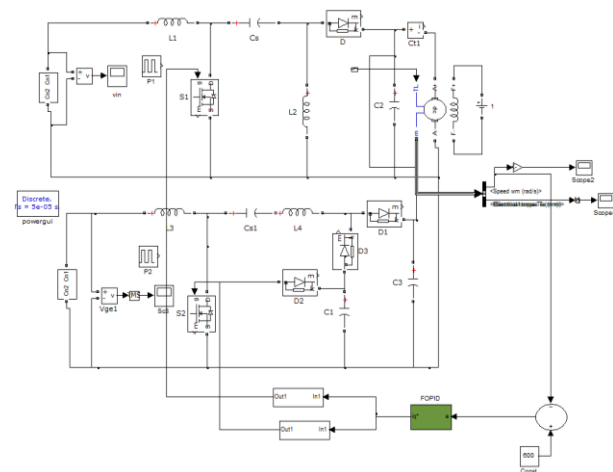 L1
Cs
D
m
Ct1
i
P1
S1
Cn1
Cn2
v
vin
L2
C2
TL
m
A+
F+
A-
F-
Scope2
<Speed wm (rad/s)>
Scope
Discrete,
Ts = 5e-05 s
powergui
L3
Cs1
L4
D1
m
P2
D3
S2
D2
m
C1
C3
Cn1
Cn2
v
Vge1
FOPID
Out1
In1
Out1
In1
600
Const